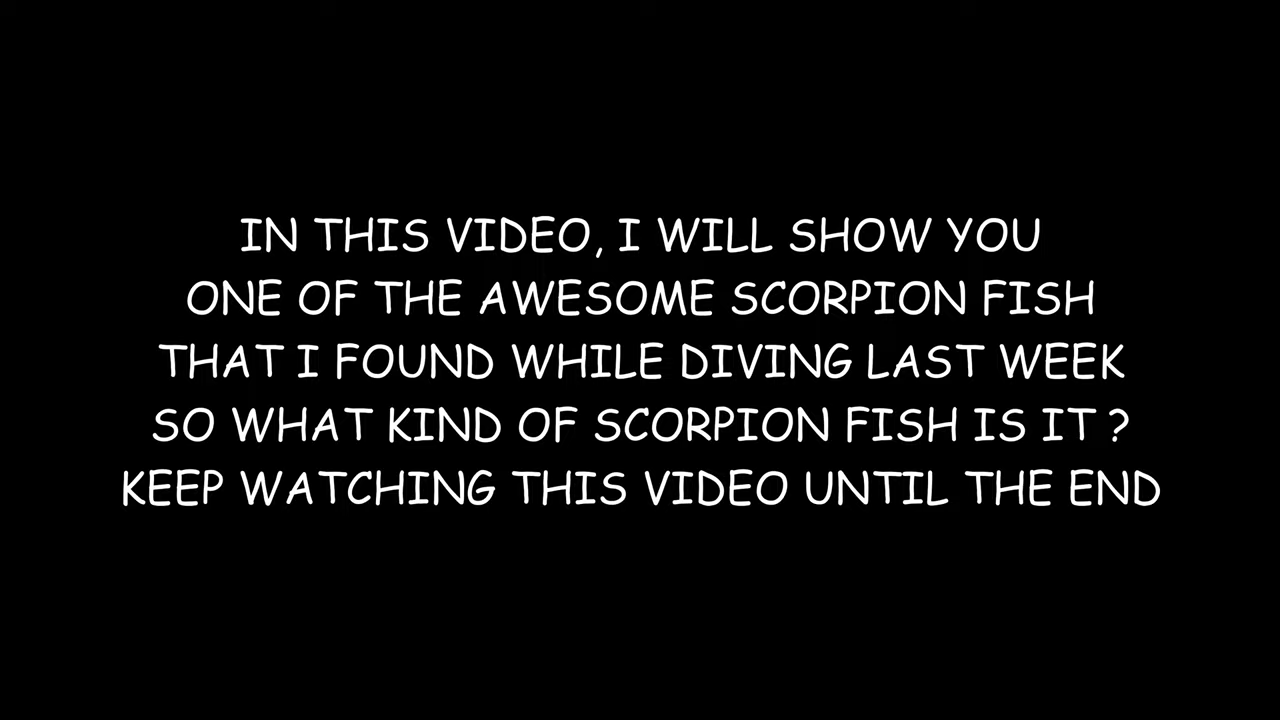 IN THIS VIDEO, I WILL SHOW YOU
ONE OF THE AWESOME SCORPION FISH
THAT I FOUND WHILE DIVING LAST WEEK
SO WHAT KIND OF SCORPION FISH IS IT ?
KEEP WATCHING THIS VIDEO UNTIL THE END